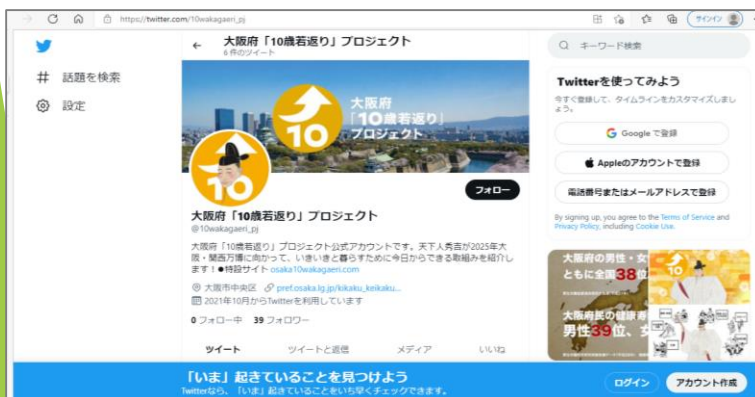 https://twitter.com/10wakagaeri_pj
サインイン
# 話題を検索
設定
大阪府「10歳若返り」プロジェクト
6 件のツイート
大阪府
「10歳若返り」
プロジェクト
10
10
フォロー
大阪府「10歳若返り」プロジェクト
@10wakagaeri_pj
大阪府「10歳若返り」プロジェクト公式アカウントです。天下人秀吉が2025年大
阪・関西万博に向かって、いきいきと暮らすために今日からできる取組みを紹介し
ます！●特設サイト osaka10wakagaeri.com
大阪市中央区 pref.osaka.lg.jp/kikaku_keikaku...
2021年10月からTwitterを利用しています
0 フォロー中 39 フォロワー
ツイート ツイートと返信 メディア いいね
キーワード検索
Twitterを使ってみよう
今すぐ登録して、タイムラインをカスタマイズしまし
ょう。
Google で登録
Appleのアカウントで登録
電話番号またはメールアドレスで登録
By signing up, you agree to the Terms of Service and
Privacy Policy, including Cookie Use.
大阪府の男性・女
ともに全国38位
10
大阪府民の健康寿
男性39位、女
「いま」起きていることを見つけよう
Twitterなら、「いま」起きていることをいち早くチェックできます。
ログイン
アカウント作成